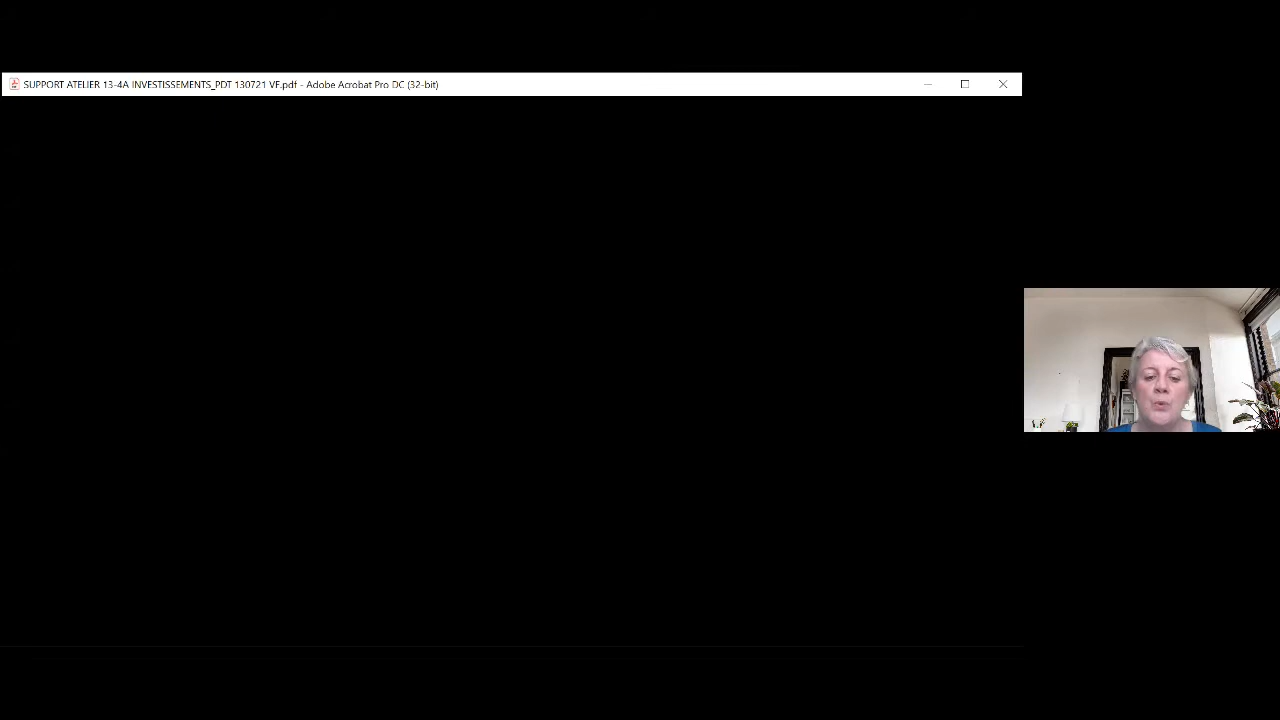 SUPPORT ATELIER 13-4A INVESTISSEMENTS_PDT 130721 VF.pdf - Adobe Acrobat Pro DC (32-bit)